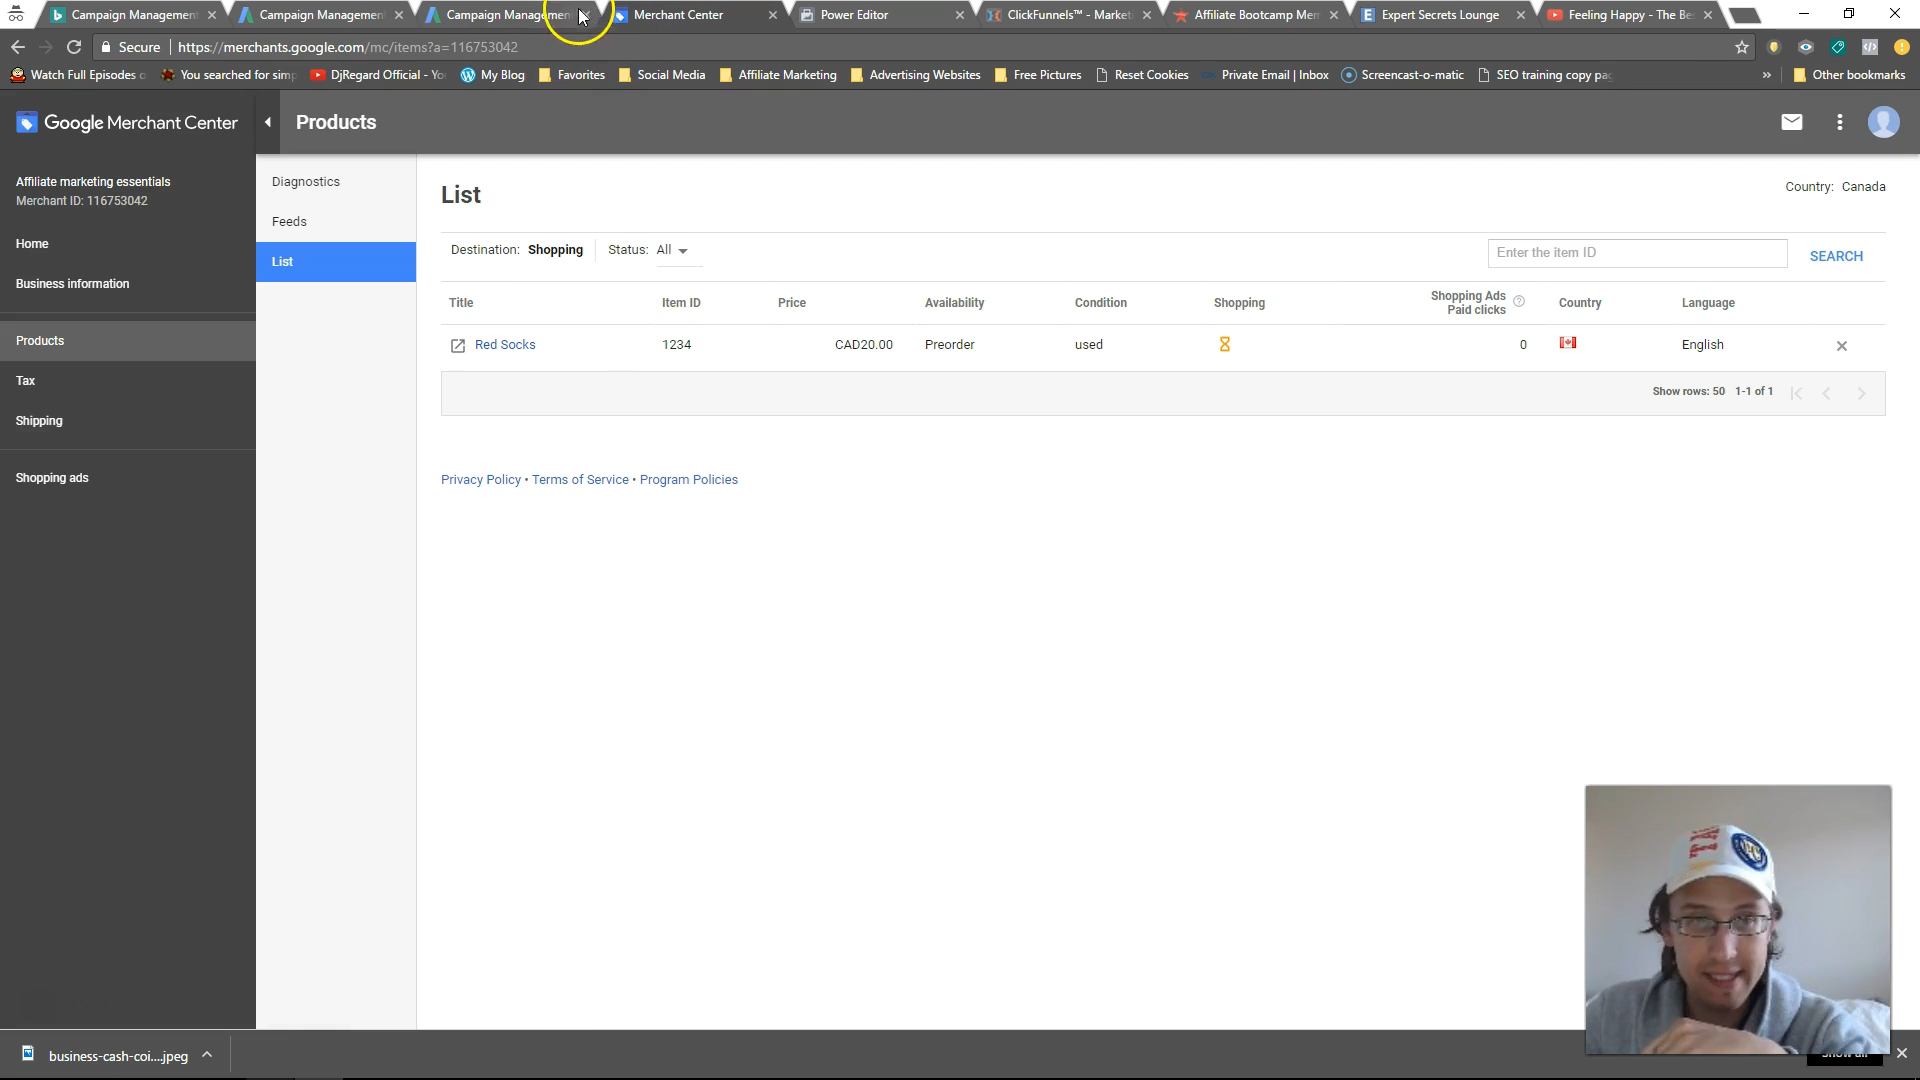 Campaign Management
Campaign Management
Campaign Management
Merchant Center
Power Editor
ClickFunnels™ - Marketi
Affiliate Bootcamp Mem
Expert Secrets Lounge
Feeling Happy - The Be
Secure
https://merchants.google.com/mc/items?a=116753042
Watch Full Episodes o
You searched for simp
DjRegard Official - Yo
My Blog
Favorites
Social Media
Affiliate Marketing
Advertising Websites
Free Pictures
Reset Cookies
Private Email | Inbox
Screencast-o-matic
SEO training copy pag
»
Other bookmarks
Google Merchant Center
Products
Affiliate marketing essentials
Merchant ID: 116753042
Home
Business information
Products
Tax
Shipping
Shopping ads
Diagnostics
Feeds
List
List
Country: Canada
Destination: Shopping
Status: All
Enter the item ID
SEARCH
Title
Item ID
Price
Availability
Condition
Shopping
Shopping Ads
Paid clicks
Country
Language
Red Socks
1234
CAD20.00
Preorder
used
0
English
Show rows: 50
1-1 of 1
Privacy Policy • Terms of Service • Program Policies
business-cash-coi....jpeg